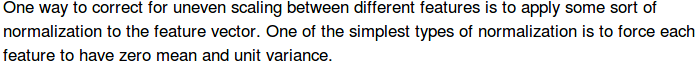 One way to correct for uneven scaling between different features is to apply some sort of
normalization to the feature vector. One of the simplest types of normalization is to force each
feature to have zero mean and unit variance.